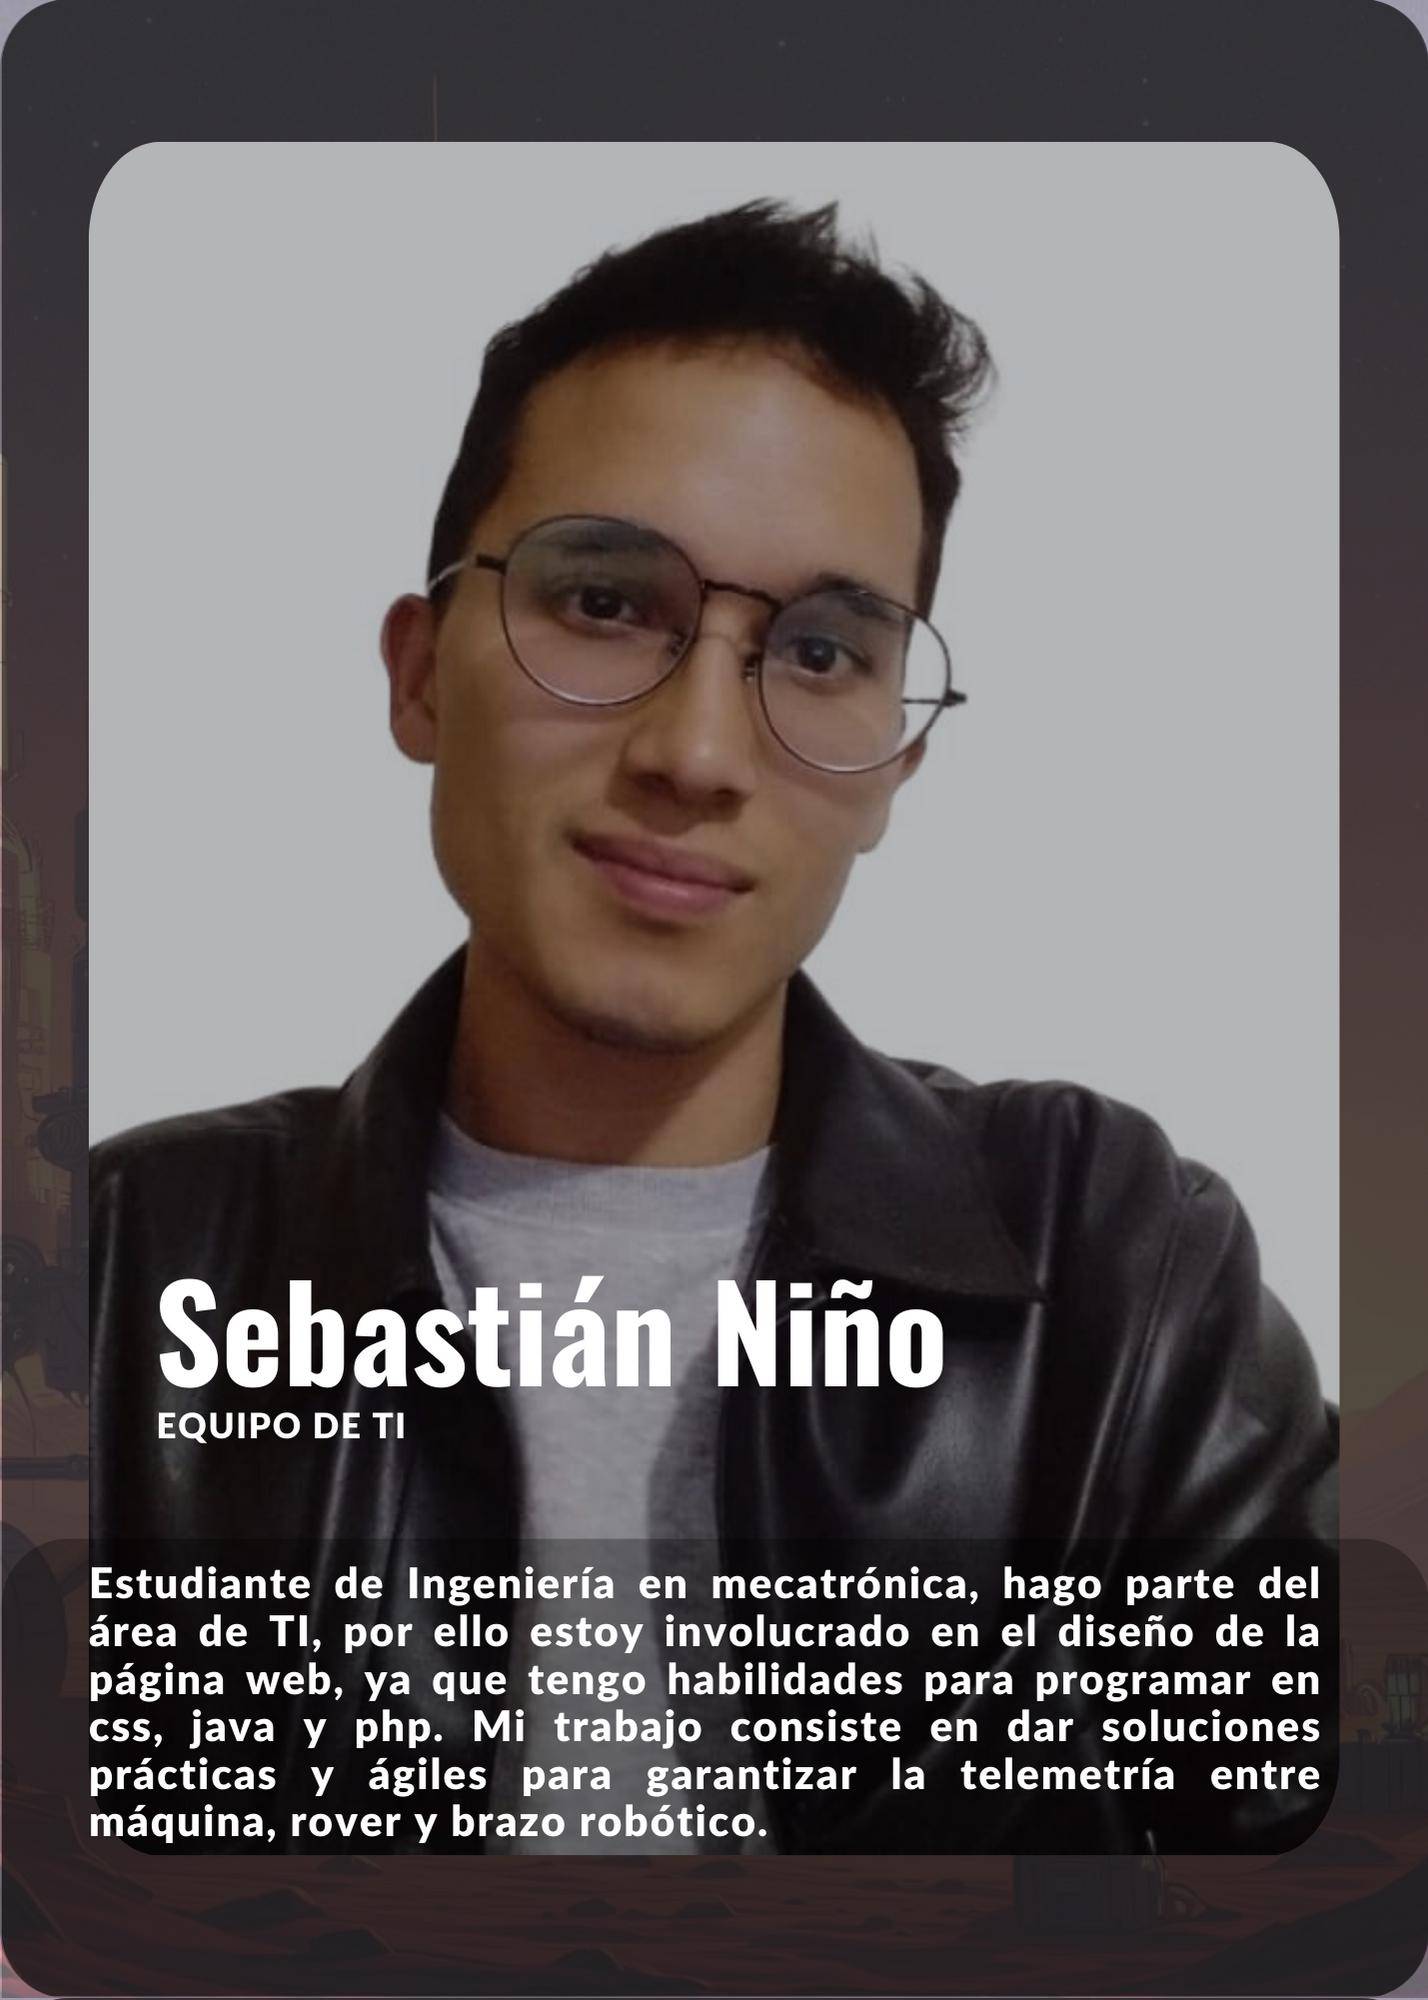 Sebastián Niño
EQUIPO DE TI
Estudiante de Ingeniería en mecatrónica, hago parte del
área de TI, por ello estoy involucrado en el diseño de la
página web, ya que tengo habilidades para programar en
css, java y php. Mi trabajo consiste en dar soluciones
prácticas y ágiles para garantizar la telemetría entre
máquina, rover y brazo robótico.